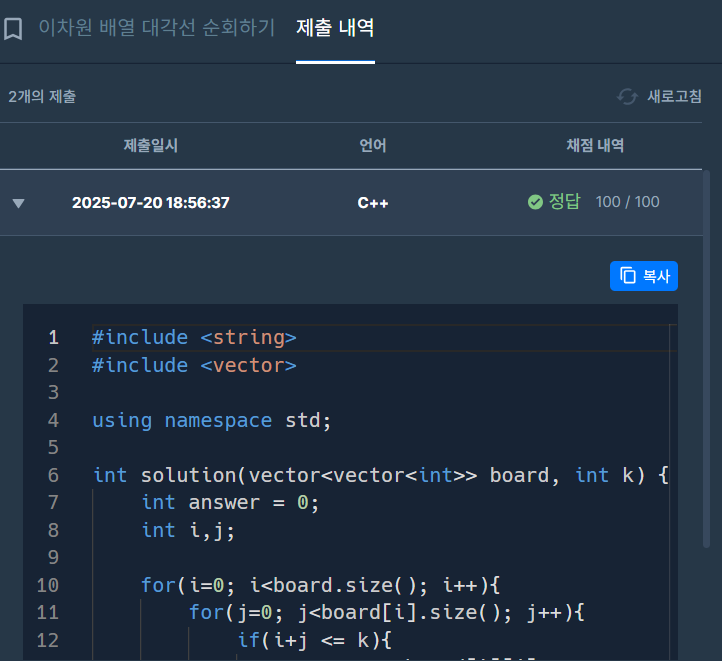 이차원 배열 대각선 순회하기 제출 내역
2개의 제출 새로고침
제출일시 언어 채점 내역
2025-07-20 18:56:37 C++ 정답 100 / 100
복사
1 #include <string>
2 #include <vector>
3
4 using namespace std;
5
6 int solution(vector<vector<int>> board, int k) {
7 int answer = 0;
8 int i,j;
9
10 for(i=0; i<board.size(); i++){
11 for(j=0; j<board[i].size(); j++){
12 if(i+j <= k){